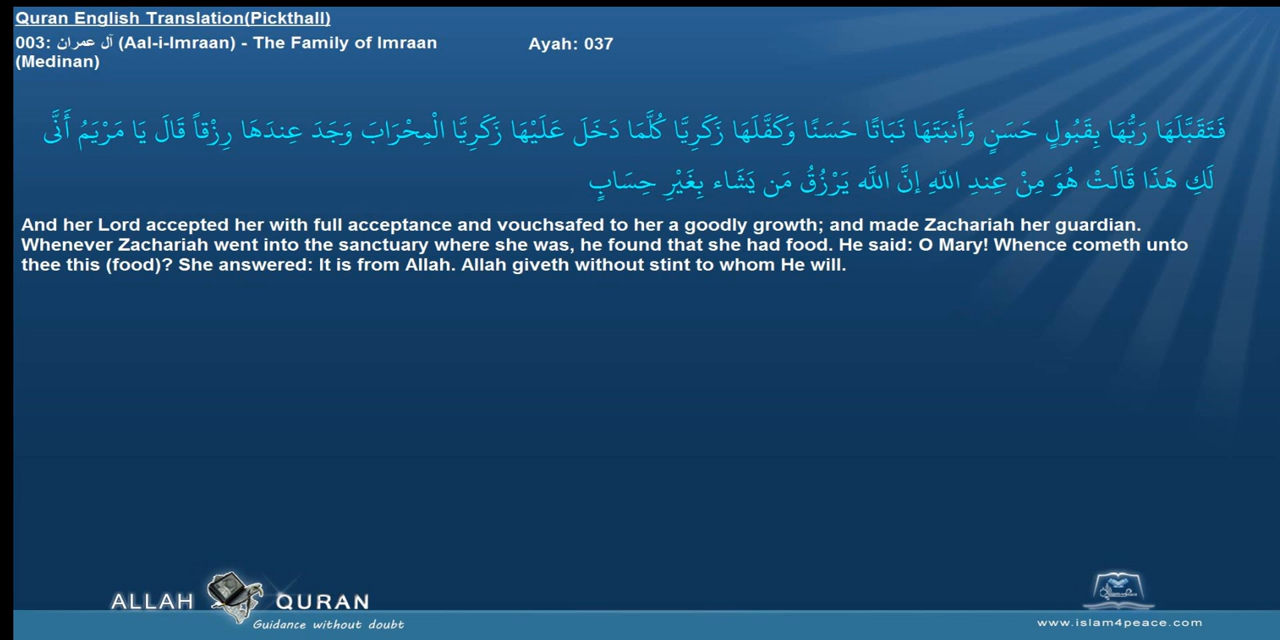 Quran English Translation(Pickthall)
003: آل عمران (Aal-i-Imraan) - The Family of Imraan
(Medinan)
Ayah: 037
فَتَقَبَّلَهَا رَبُّهَا بِقَبُولٍ حَسَنٍ وَأَنبَتَهَا نَبَاتًا حَسَنًا وَكَفَّلَهَا زَكَرِيَّا كُلَّمَا دَخَلَ عَلَيْهَا زَكَرِيَّا الْمِحْرَابَ وَجَدَ عِندَهَا رِزْقاً قَالَ يَا مَرْيَمُ أَنَّى
لَكِ هَذَا قَالَتْ هُوَ مِنْ عِندِ اللّهِ إنَّ اللَّه يَرْزُقُ مَن يَشَاء بِغَيْرِ حِسَابٍ
And her Lord accepted her with full acceptance and vouchsafed to her a goodly growth; and made Zachariah her guardian.
Whenever Zachariah went into the sanctuary where she was, he found that she had food. He said: O Mary! Whence cometh unto
thee this (food)? She answered: It is from Allah. Allah giveth without stint to whom He will.
ALLAH QURAN
Guidance without doubt
www.islam4peace.com